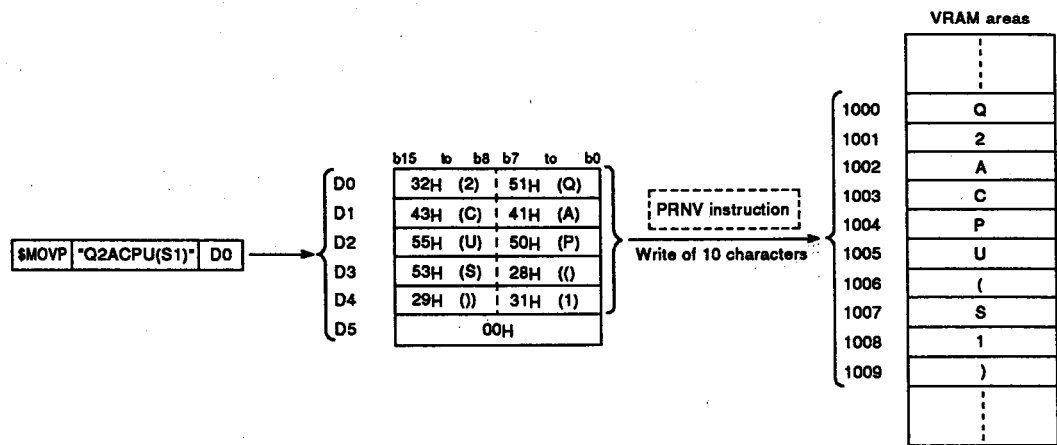 VRAM areas
b15 to b8 b7 to b0
$MOVP "Q2ACPU(S1)" D0
D0 32H (2) 51H (Q)
D1 43H (C) 41H (A)
D2 55H (U) 50H (P)
D3 53H (S) 28H (()
D4 29H ()) 31H (1)
D5 00H
PRNV instruction
Write of 10 characters
1000 Q
1001 2
1002 A
1003 C
1004 P
1005 U
1006 (
1007 S
1008 1
1009 )